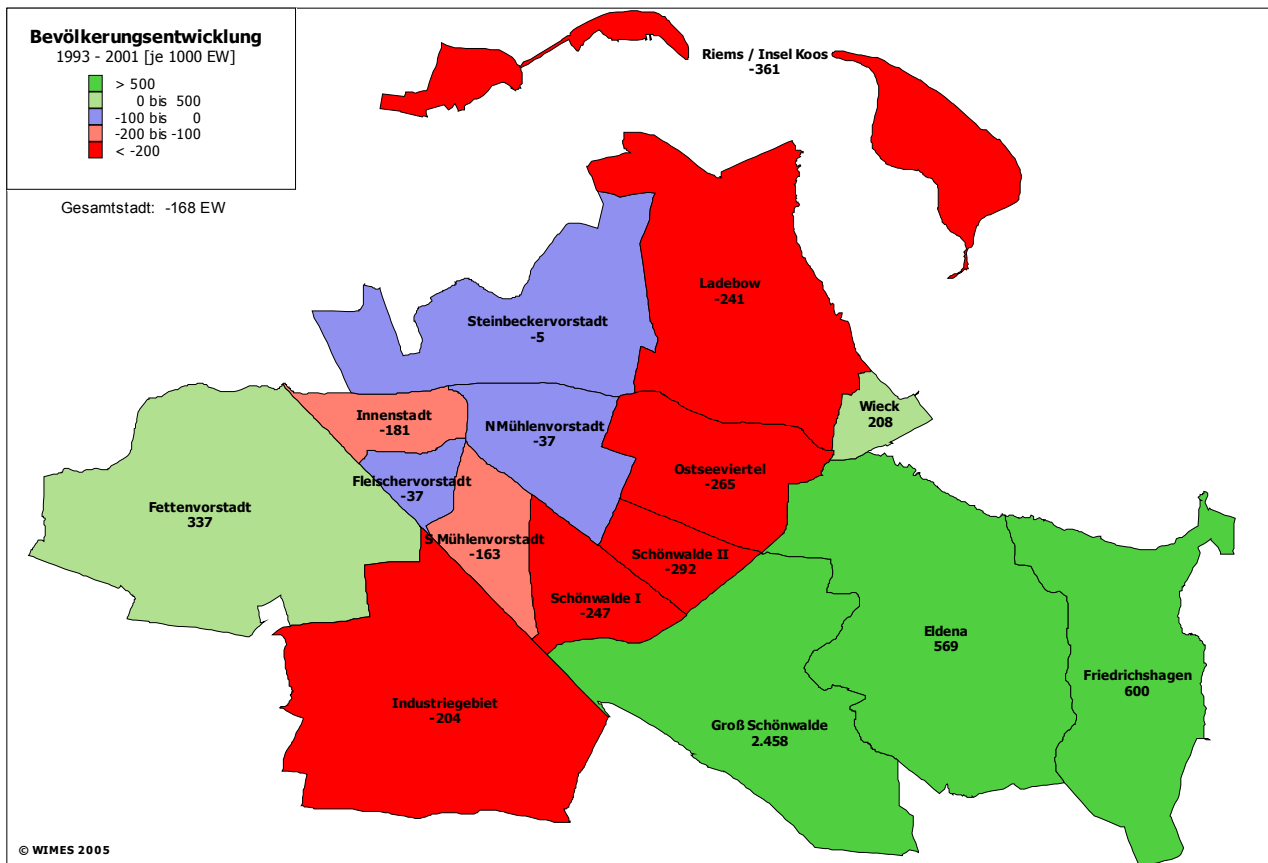 Bevölkerungsentwicklung
1993 - 2001 [je 1000 EW]
> 500
0 bis 500
-100 bis 0
-200 bis -100
< -200
Gesamtstadt: -168 EW
Riems / Insel Koos
-361
Ladebow
-241
Steinbeckervorstadt
-5
Wieck
208
Innenstadt
-181
N Mühlenvorstadt
-37
Ostseeviertel
-265
Fleischervorstadt
-37
Fettenvorstadt
337
S Mühlenvorstadt
-163
Schönwalde II
-292
Schönwalde I
-247
Eldena
569
Friedrichshagen
600
Industriegebiet
-204
Groß Schönwalde
2.458
© WIMES 2005